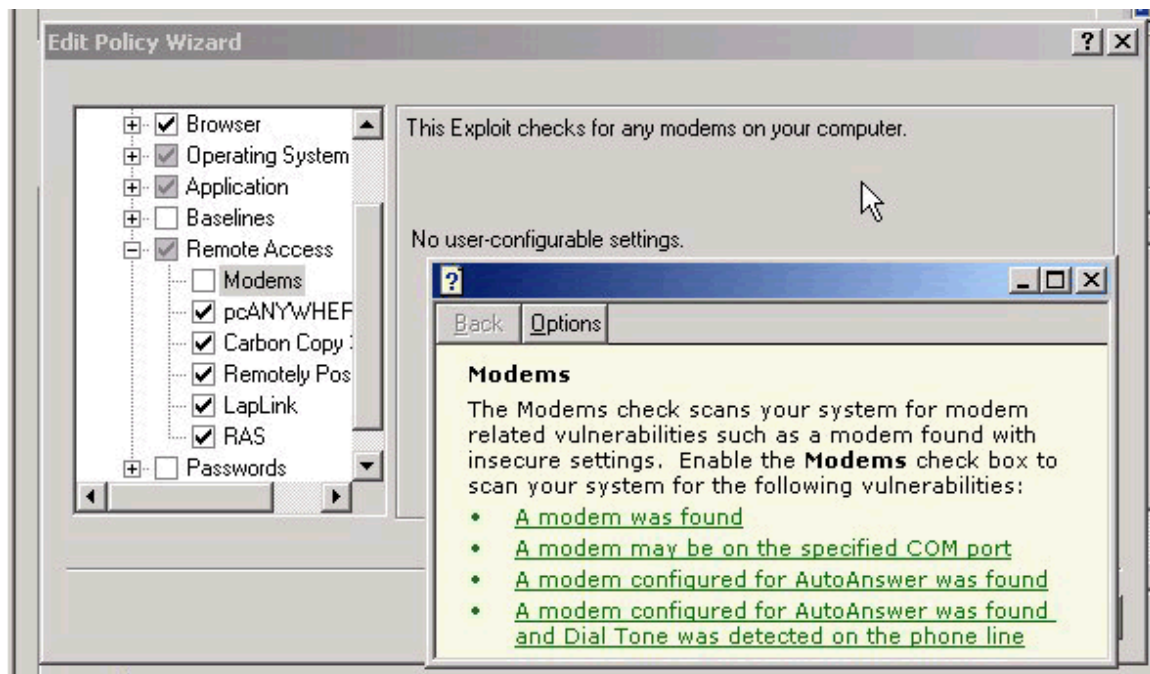 Edit Policy Wizard
Browser
Operating System
Application
Baselines
Remote Access
Modems
pcANYWHEF
Carbon Copy
Remotely Pos
LapLink
RAS
Passwords
This Exploit checks for any modems on your computer.
No user-configurable settings.
Back Options
Modems
The Modems check scans your system for modem
related vulnerabilities such as a modem found with
insecure settings. Enable the Modems check box to
scan your system for the following vulnerabilities:
• A modem was found
• A modem may be on the specified COM port
• A modem configured for AutoAnswer was found
• A modem configured for AutoAnswer was found
and Dial Tone was detected on the phone line